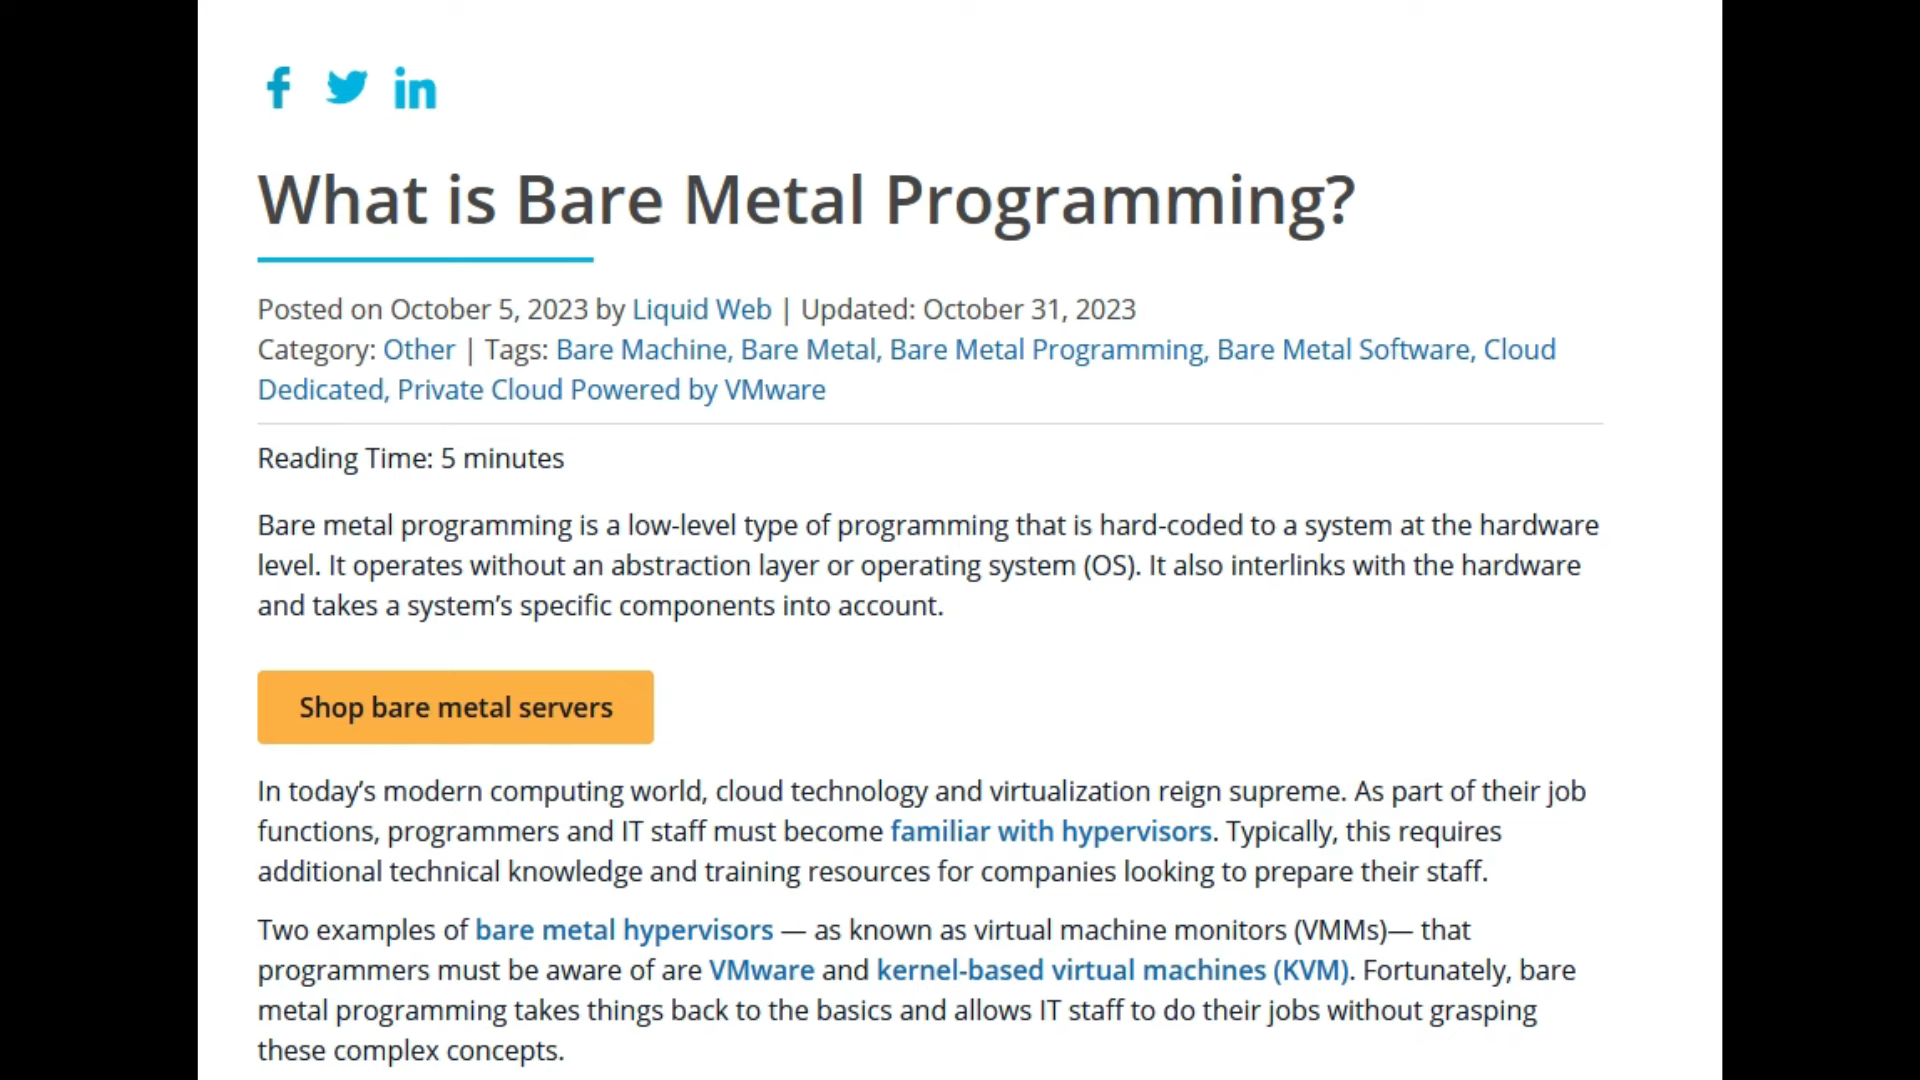 What is Bare Metal Programming?
Posted on October 5, 2023 by Liquid Web | Updated: October 31, 2023
Category: Other | Tags: Bare Machine, Bare Metal, Bare Metal Programming, Bare Metal Software, Cloud
Dedicated, Private Cloud Powered by VMware
Reading Time: 5 minutes
Bare metal programming is a low-level type of programming that is hard-coded to a system at the hardware
level. It operates without an abstraction layer or operating system (OS). It also interlinks with the hardware
and takes a system’s specific components into account.
Shop bare metal servers
In today’s modern computing world, cloud technology and virtualization reign supreme. As part of their job
functions, programmers and IT staff must become familiar with hypervisors. Typically, this requires
additional technical knowledge and training resources for companies looking to prepare their staff.
Two examples of bare metal hypervisors — as known as virtual machine monitors (VMMs)— that
programmers must be aware of are VMware and kernel-based virtual machines (KVM). Fortunately, bare
metal programming takes things back to the basics and allows IT staff to do their jobs without grasping
these complex concepts.